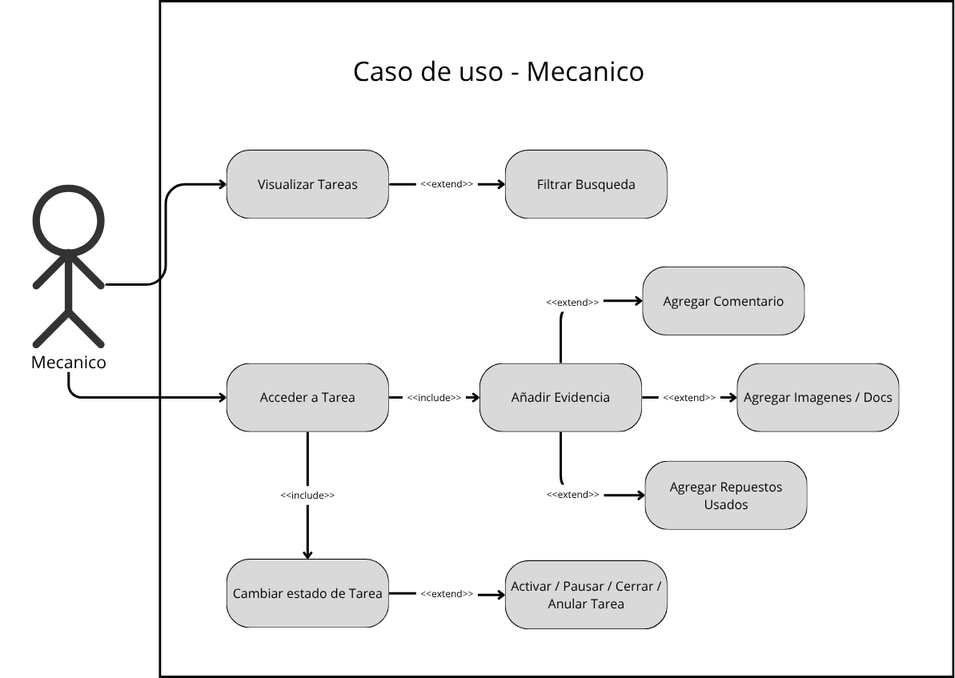 Caso de uso - Mecanico
Visualizar Tareas
<<extend>>
Filtrar Busqueda
Mecanico
<<extend>>
Agregar Comentario
Acceder a Tarea
<<include>>
Añadir Evidencia
<<extend>>
Agregar Imagenes / Docs
<<include>>
<<extend>>
Agregar Repuestos
Usados
Cambiar estado de Tarea
<<extend>>
Activar / Pausar / Cerrar /
Anular Tarea